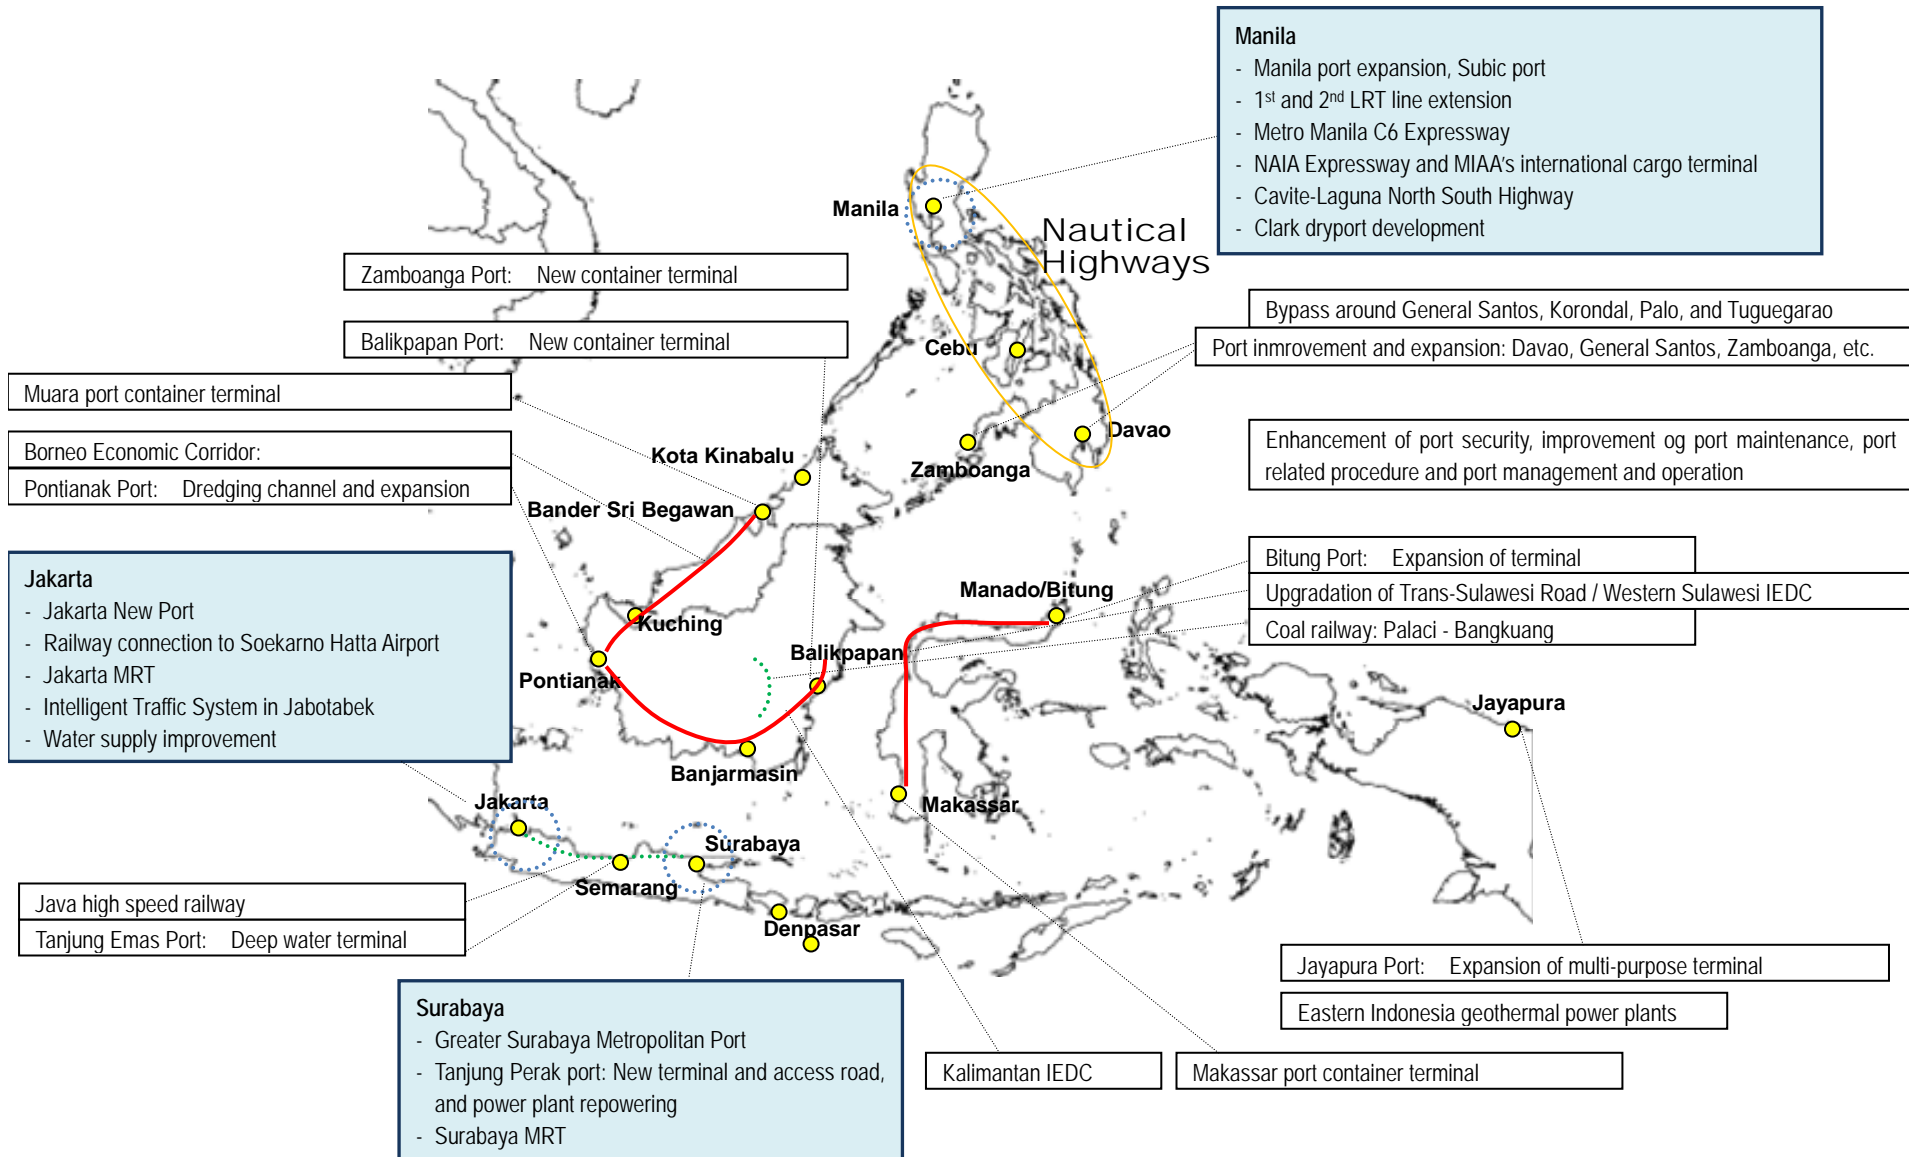 Manila
- Manila port expansion, Subic port
- 1st and 2nd LRT line extension
- Metro Manila C6 Expressway
- NAIA Expressway and MIAA's international cargo terminal
- Cavite-Laguna North South Highway
- Clark dryport development
Manila
Nautical
Highways
Zamboanga Port: New container terminal
Bypass around General Santos, Korondal, Palo, and Tuguegarao
Balikpapan Port: New container terminal
Cebu
Port inmrovement and expansion: Davao, General Santos, Zamboanga, etc.
Muara port container terminal
Davao
Enhancement of port security, improvement og port maintenance, port
related procedure and port management and operation
Borneo Economic Corridor:
Kota Kinabalu
Zamboanga
Pontianak Port: Dredging channel and expansion
Bander Sri Begawan
Bitung Port: Expansion of terminal
Upgradation of Trans-Sulawesi Road / Western Sulawesi IEDC
Coal railway: Palaci - Bangkuang
Jakarta
- Jakarta New Port
- Railway connection to Soekarno Hatta Airport
- Jakarta MRT
- Intelligent Traffic System in Jabotabek
- Water supply improvement
Manado/Bitung
Kuching
Balikpapan
Pontianak
Jayapura
Banjarmasin
Jakarta
Makassar
Surabaya
Semarang
Java high speed railway
Tanjung Emas Port: Deep water terminal
Denpasar
Jayapura Port: Expansion of multi-purpose terminal
Eastern Indonesia geothermal power plants
Surabaya
- Greater Surabaya Metropolitan Port
- Tanjung Perak port: New terminal and access road,
and power plant repowering
- Surabaya MRT
Kalimantan IEDC
Makassar port container terminal